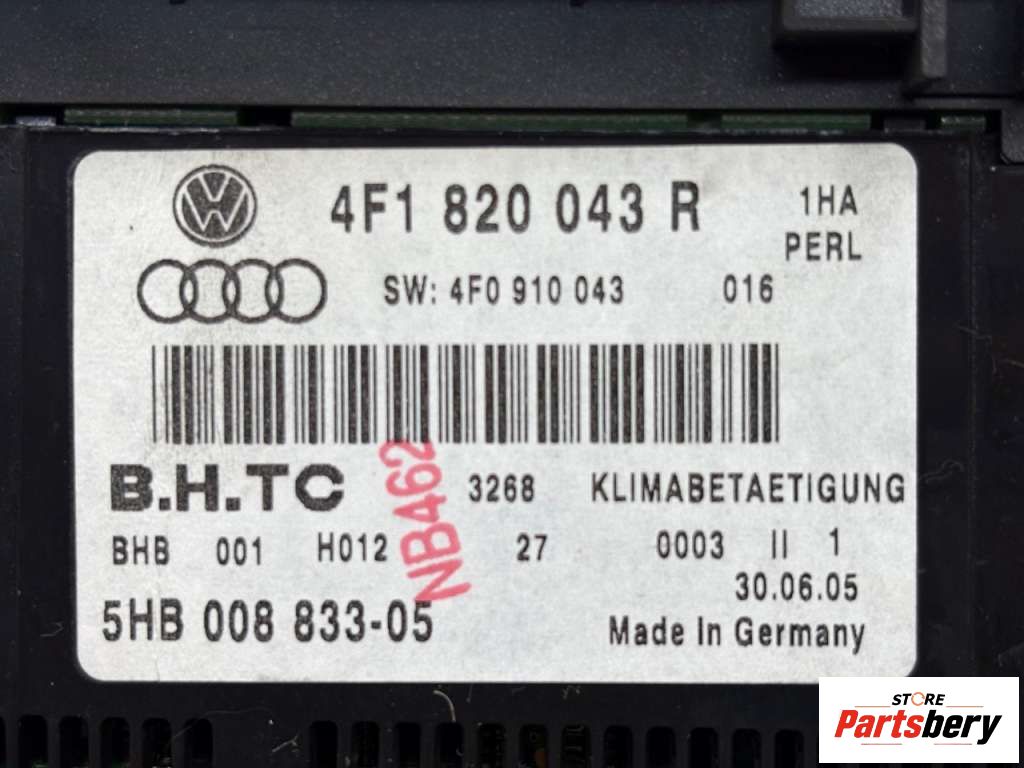 4F1 820 043 R
1HA
PERL
SW: 4F0 910 043 016
B.H.TC
NB462
3268 KLIMABETAETIGUNG
BHB 001 H012 27 0003 II 1
30.06.05
5HB 008 833-05
Made In Germany
STORE
Partsbery